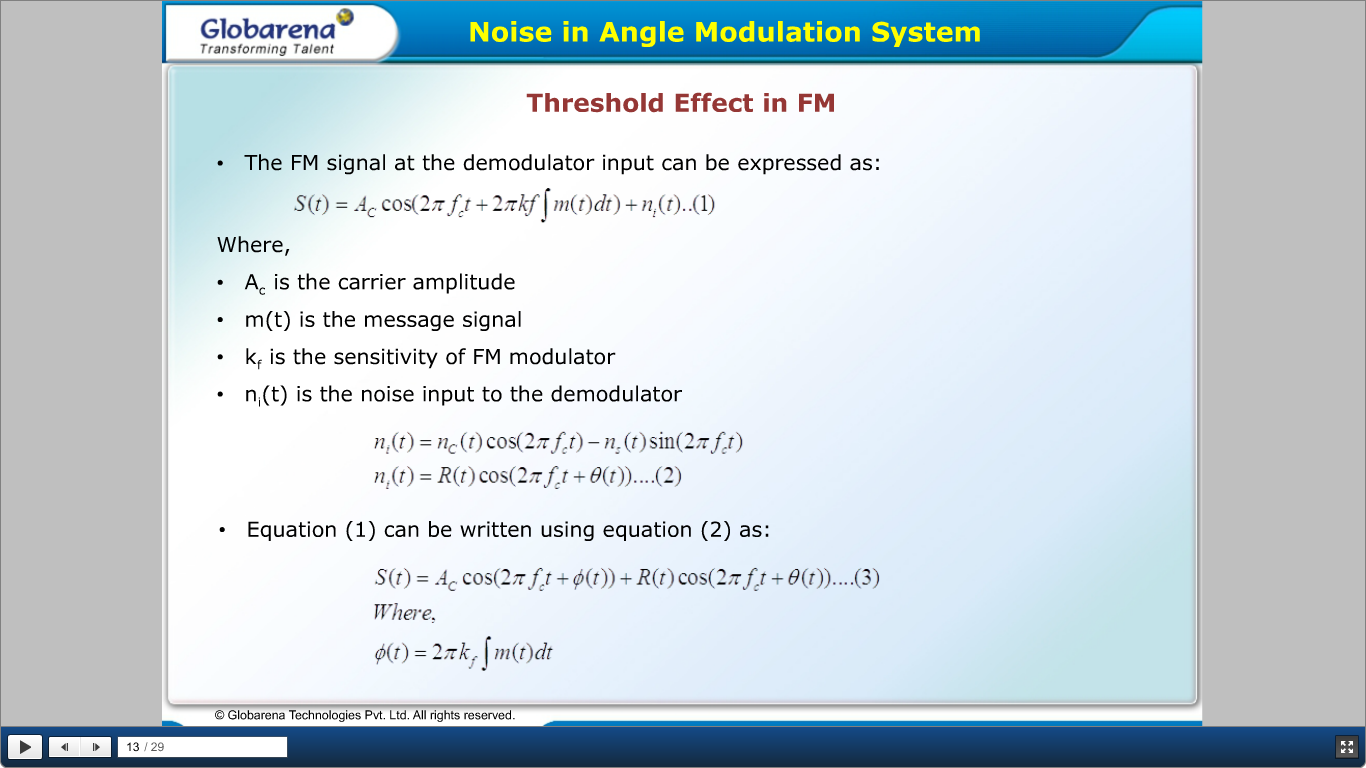 Globarena
Transforming Talent
Noise in Angle Modulation System
Threshold Effect in FM
• The FM signal at the demodulator input can be expressed as:
S(t) = A_C cos(2π f_c t + 2πkf ∫ m(t)dt) + n_i(t)..(1)
Where,
• A_c is the carrier amplitude
• m(t) is the message signal
• k_f is the sensitivity of FM modulator
• n_i(t) is the noise input to the demodulator
n_i(t) = n_C(t)cos(2π f_c t) − n_s(t)sin(2π f_c t)
n_i(t) = R(t)cos(2π f_c t + θ(t))....(2)
• Equation (1) can be written using equation (2) as:
S(t) = A_C cos(2π f_c t + ϕ(t)) + R(t)cos(2π f_c t + θ(t))....(3)
Where,
ϕ(t) = 2πk_f ∫ m(t)dt
© Globarena Technologies Pvt. Ltd. All rights reserved.
13 / 29